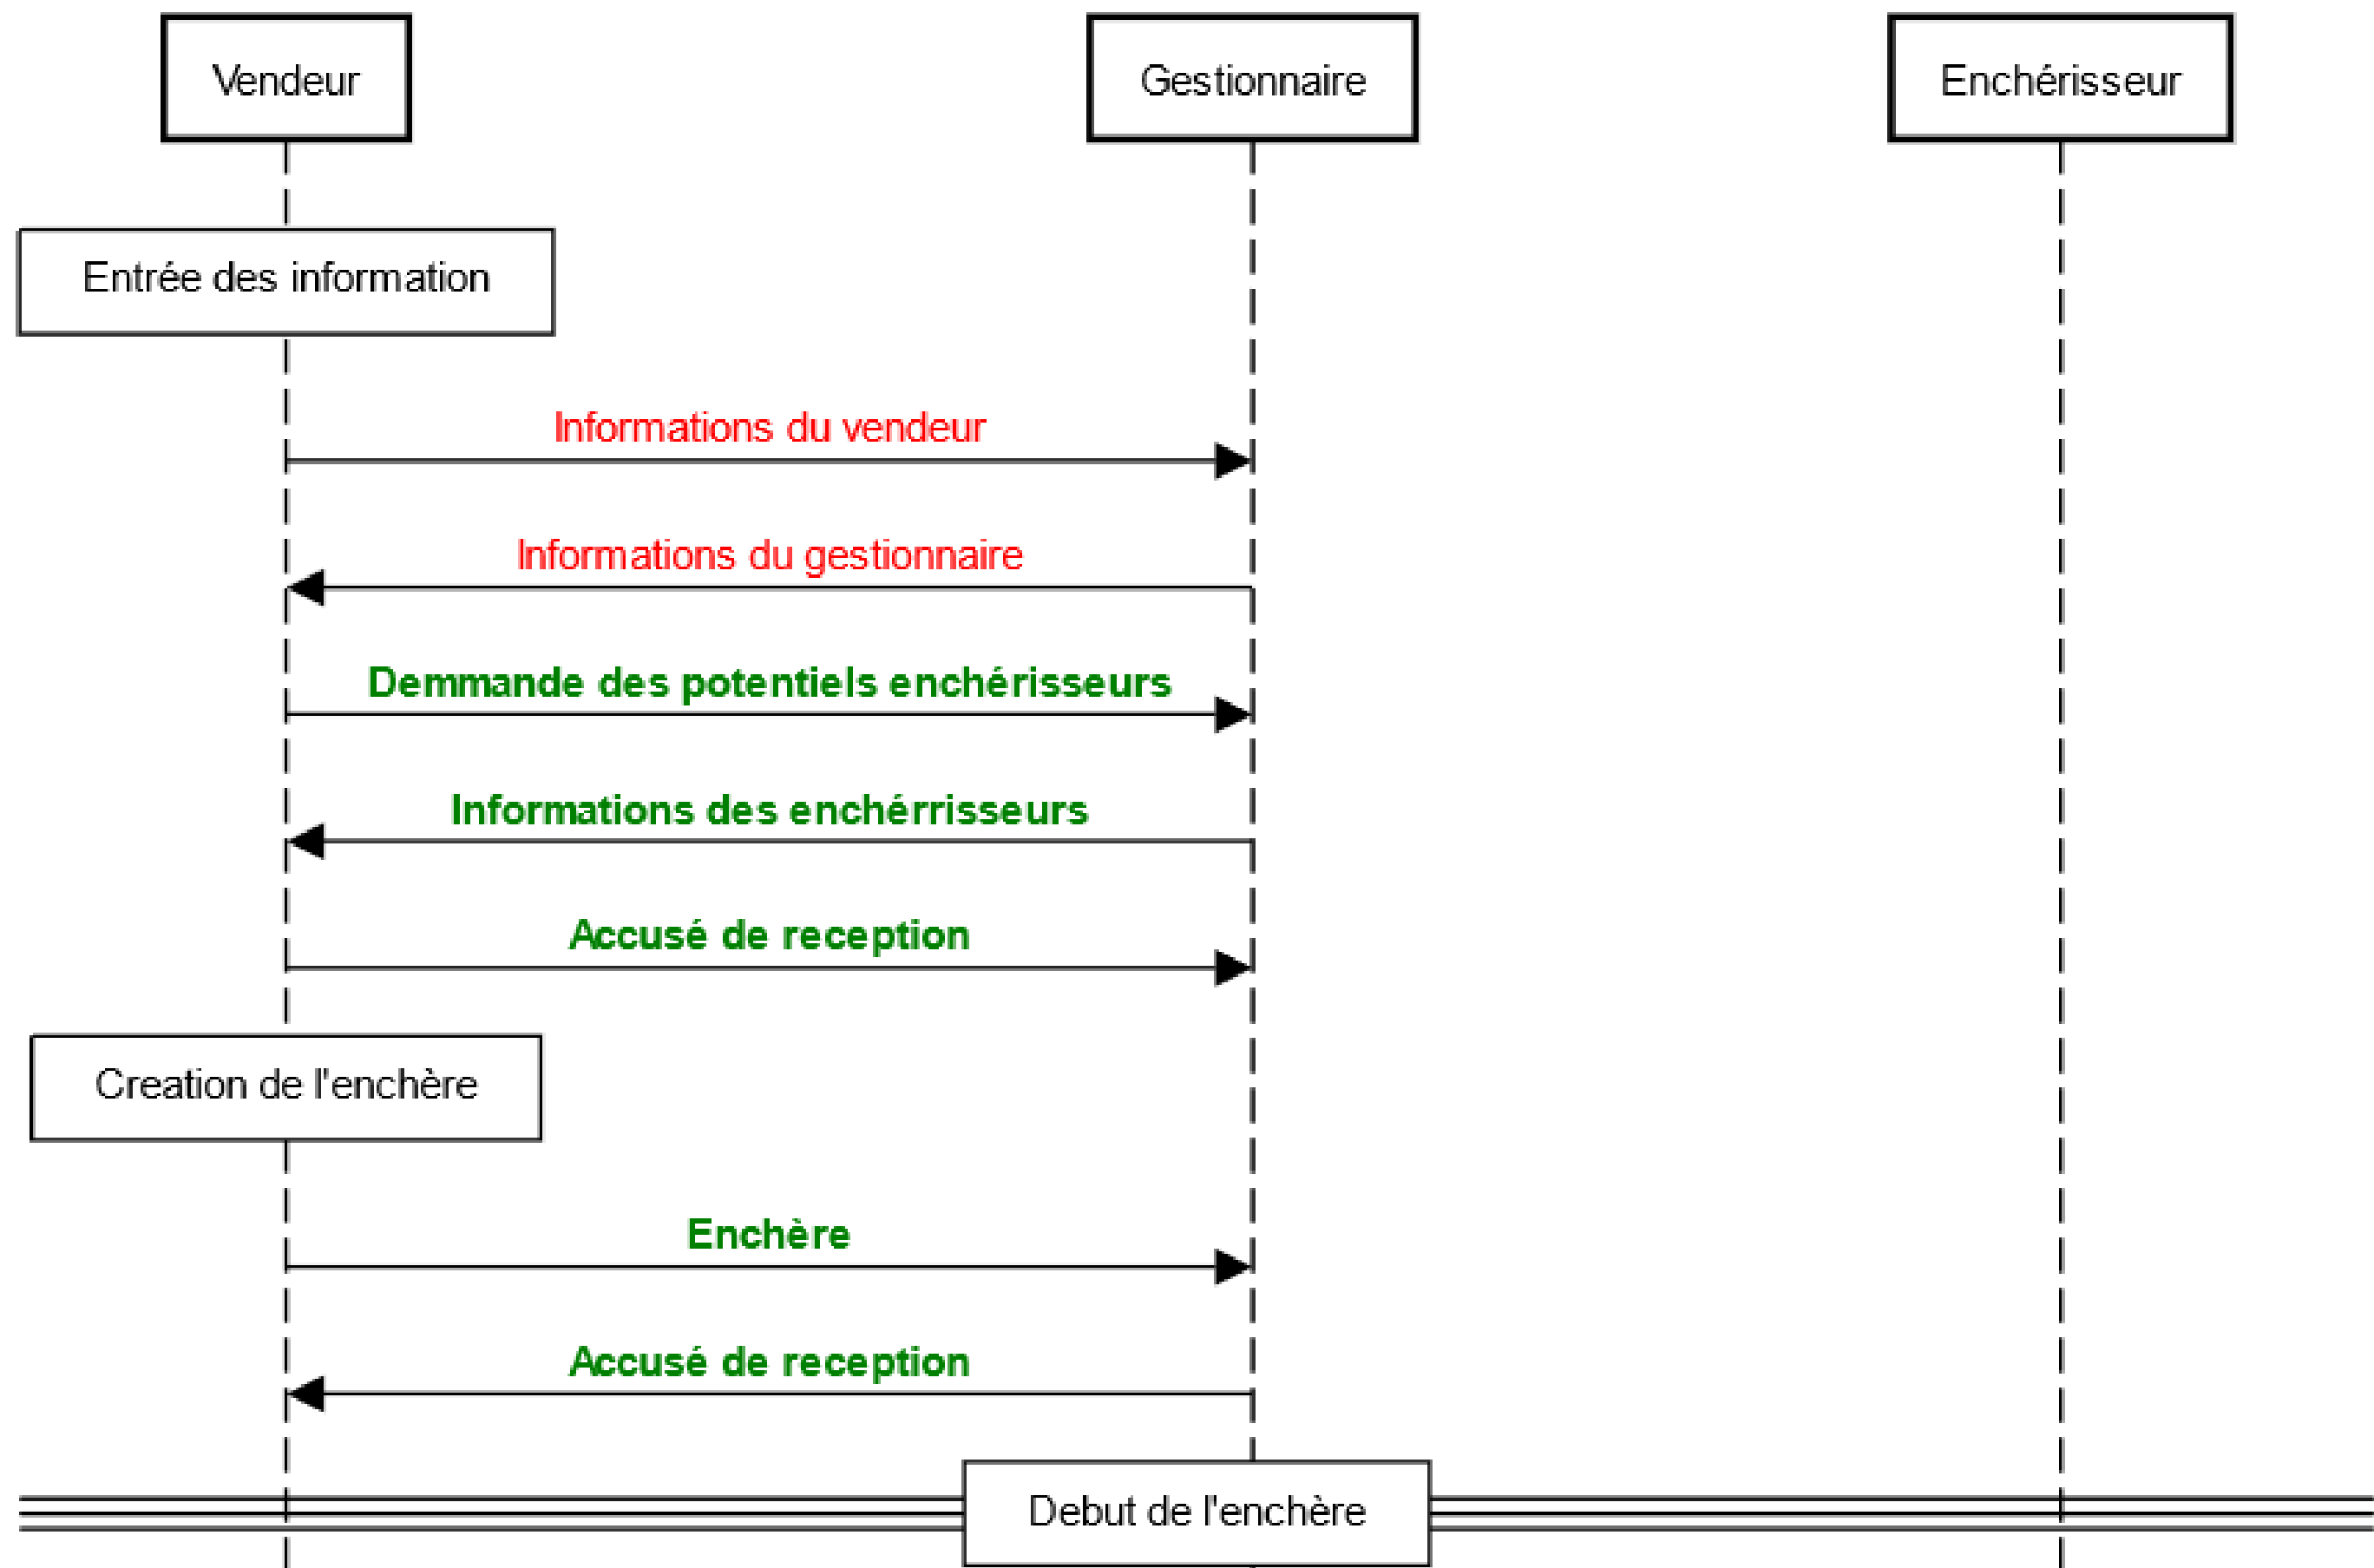 Vendeur
Gestionnaire
Enchérisseur
Entrée des information
Informations du vendeur
Informations du gestionnaire
Demmande des potentiels enchérisseurs
Informations des enchérrisseurs
Accusé de reception
Creation de l'enchère
Enchère
Accusé de reception
Debut de l'enchère